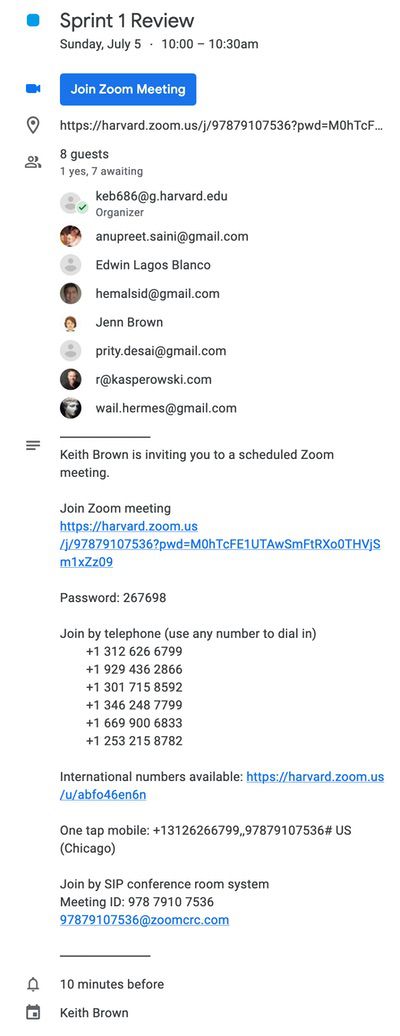 Sprint 1 Review
Sunday, July 5 · 10:00 – 10:30am
Join Zoom Meeting
https://harvard.zoom.us/j/97879107536?pwd=M0hTcF...
8 guests
1 yes, 7 awaiting
keb686@g.harvard.edu
Organizer
anupreet.saini@gmail.com
Edwin Lagos Blanco
hemalsid@gmail.com
Jenn Brown
prity.desai@gmail.com
r@kasperowski.com
wail.hermes@gmail.com
Keith Brown is inviting you to a scheduled Zoom
meeting.
Join Zoom meeting
https://harvard.zoom.us
/j/97879107536?pwd=M0hTcFE1UTAwSmFtRXo0THVjS
m1xZz09
Password: 267698
Join by telephone (use any number to dial in)
+1 312 626 6799
+1 929 436 2866
+1 301 715 8592
+1 346 248 7799
+1 669 900 6833
+1 253 215 8782
International numbers available: https://harvard.zoom.us
/u/abfo46en6n
One tap mobile: +13126266799,,97879107536# US
(Chicago)
Join by SIP conference room system
Meeting ID: 978 7910 7536
97879107536@zoomcrc.com
10 minutes before
Keith Brown